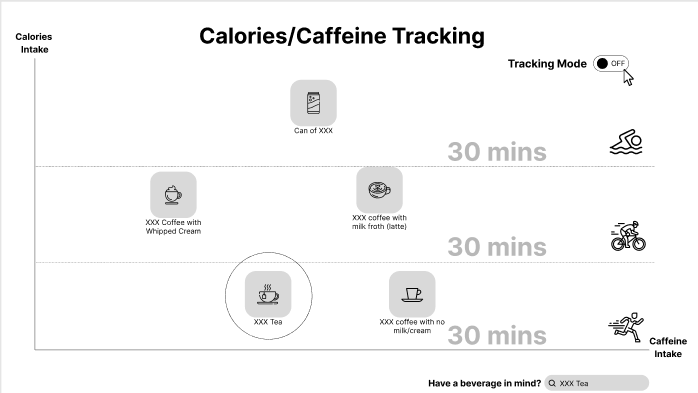 Calories/Caffeine Tracking
Calories
Intake
Tracking Mode
OFF
Can of XXX
30 mins
XXX Coffee with
Whipped Cream
XXX coffee with
milk froth (latte)
30 mins
XXX Tea
XXX coffee with no
milk/cream
30 mins
Caffeine
Intake
Have a beverage in mind?
XXX Tea